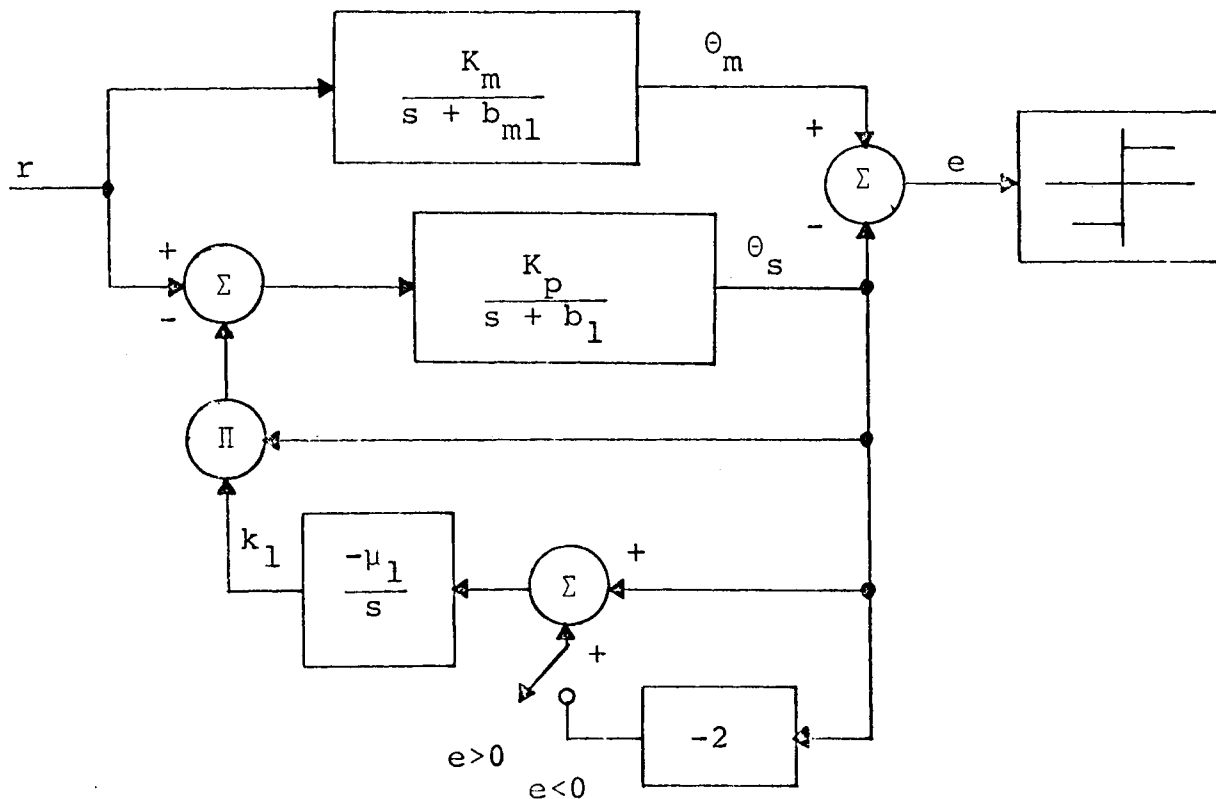 θ_m
K_m
s + b_m1
r
+
Σ
e
-
+
Σ
-
K_p
s + b_1
θ_s
Π
k_1
-μ_1
s
Σ
+
+
-2
e>0
e<0